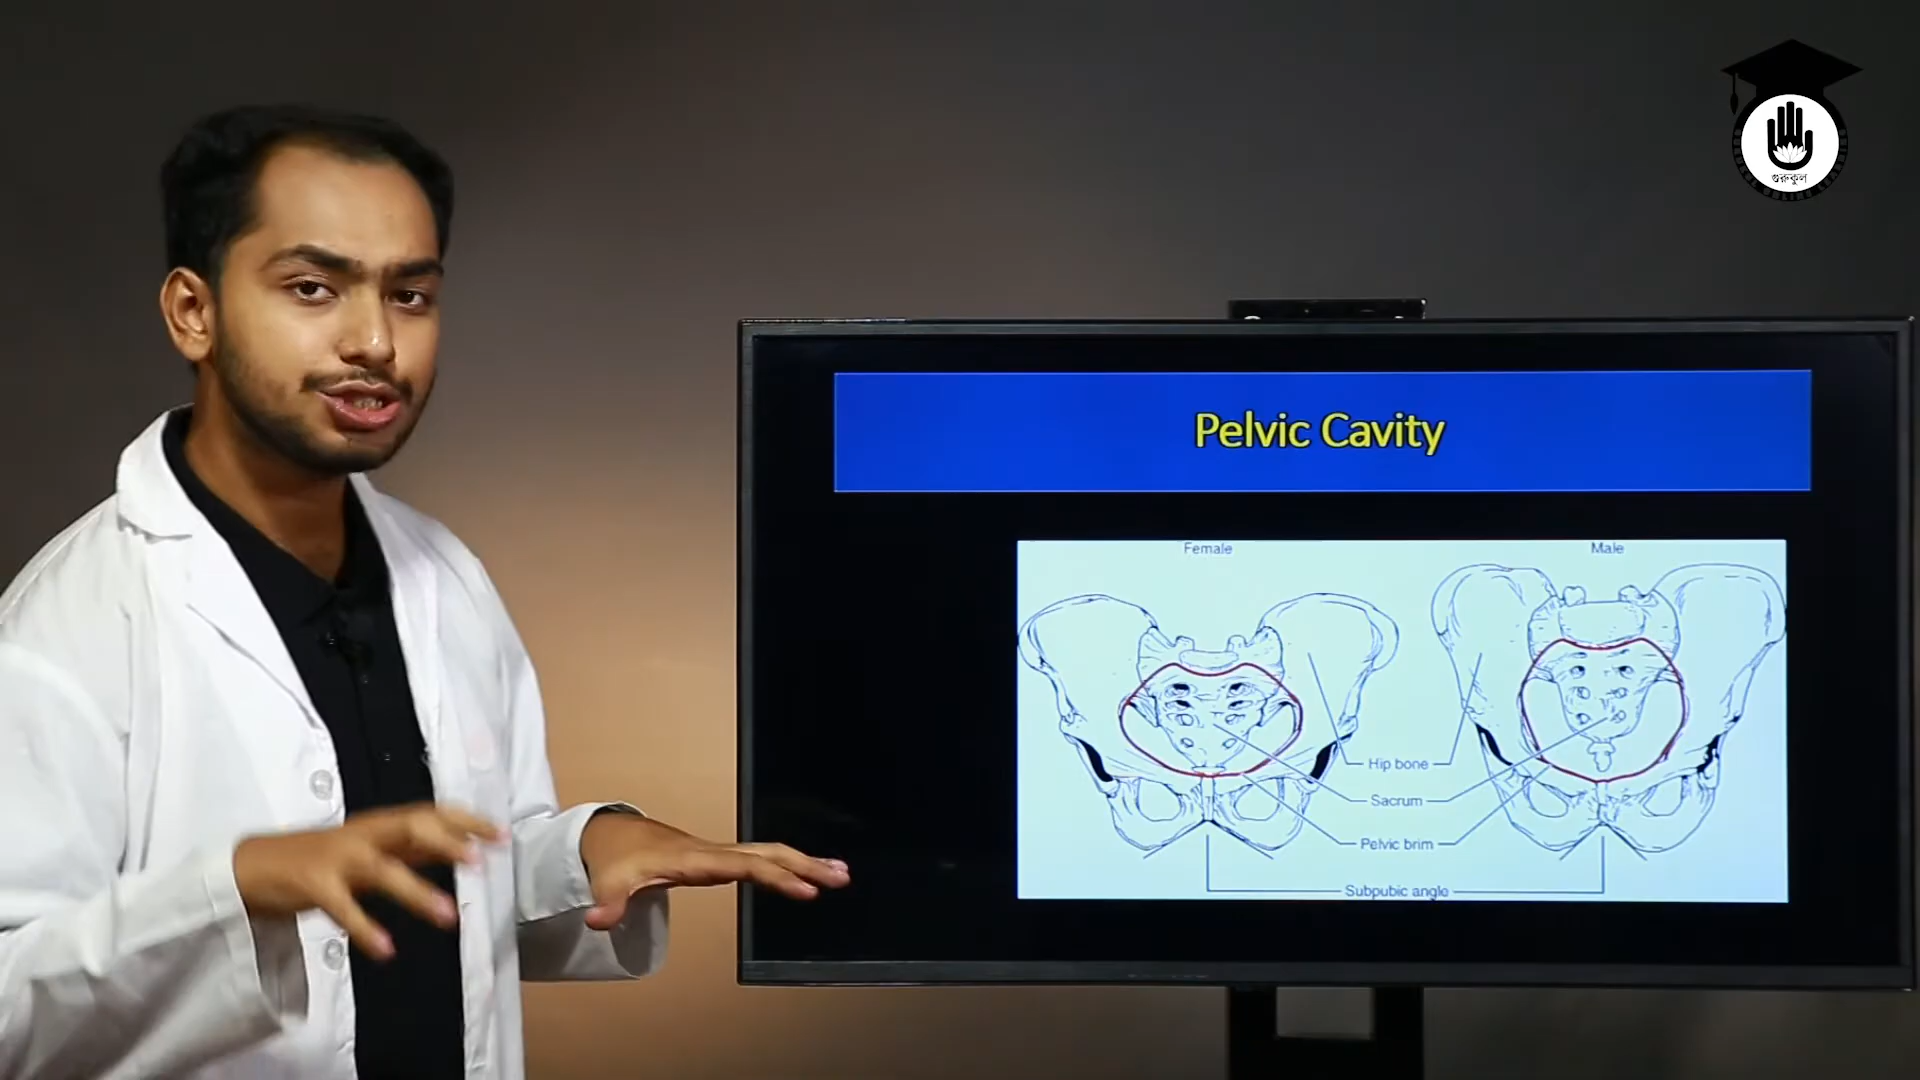 গুরুকুল
Pelvic Cavity
Female
Male
Hip bone
Sacrum
Pelvic brim
Subpubic angle